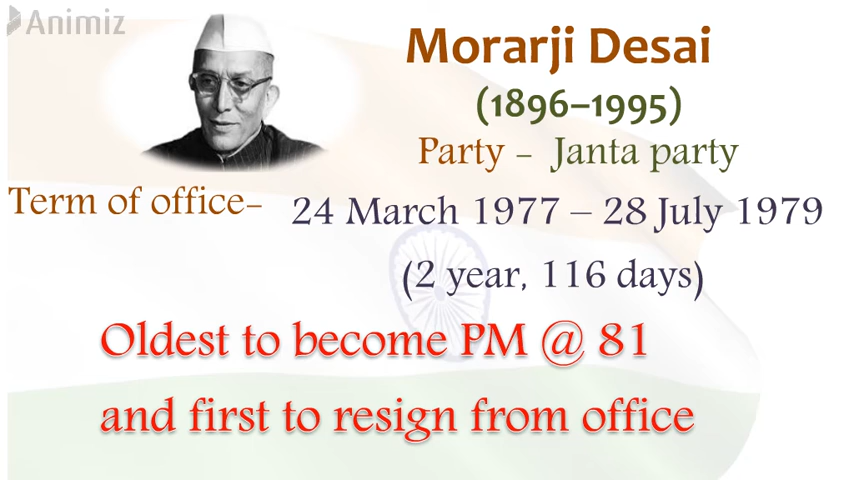 Animiz
Morarji Desai
(1896–1995)
Party – Janta party
Term of office– 24 March 1977 – 28 July 1979
(2 year, 116 days)
Oldest to become PM @ 81
and first to resign from office